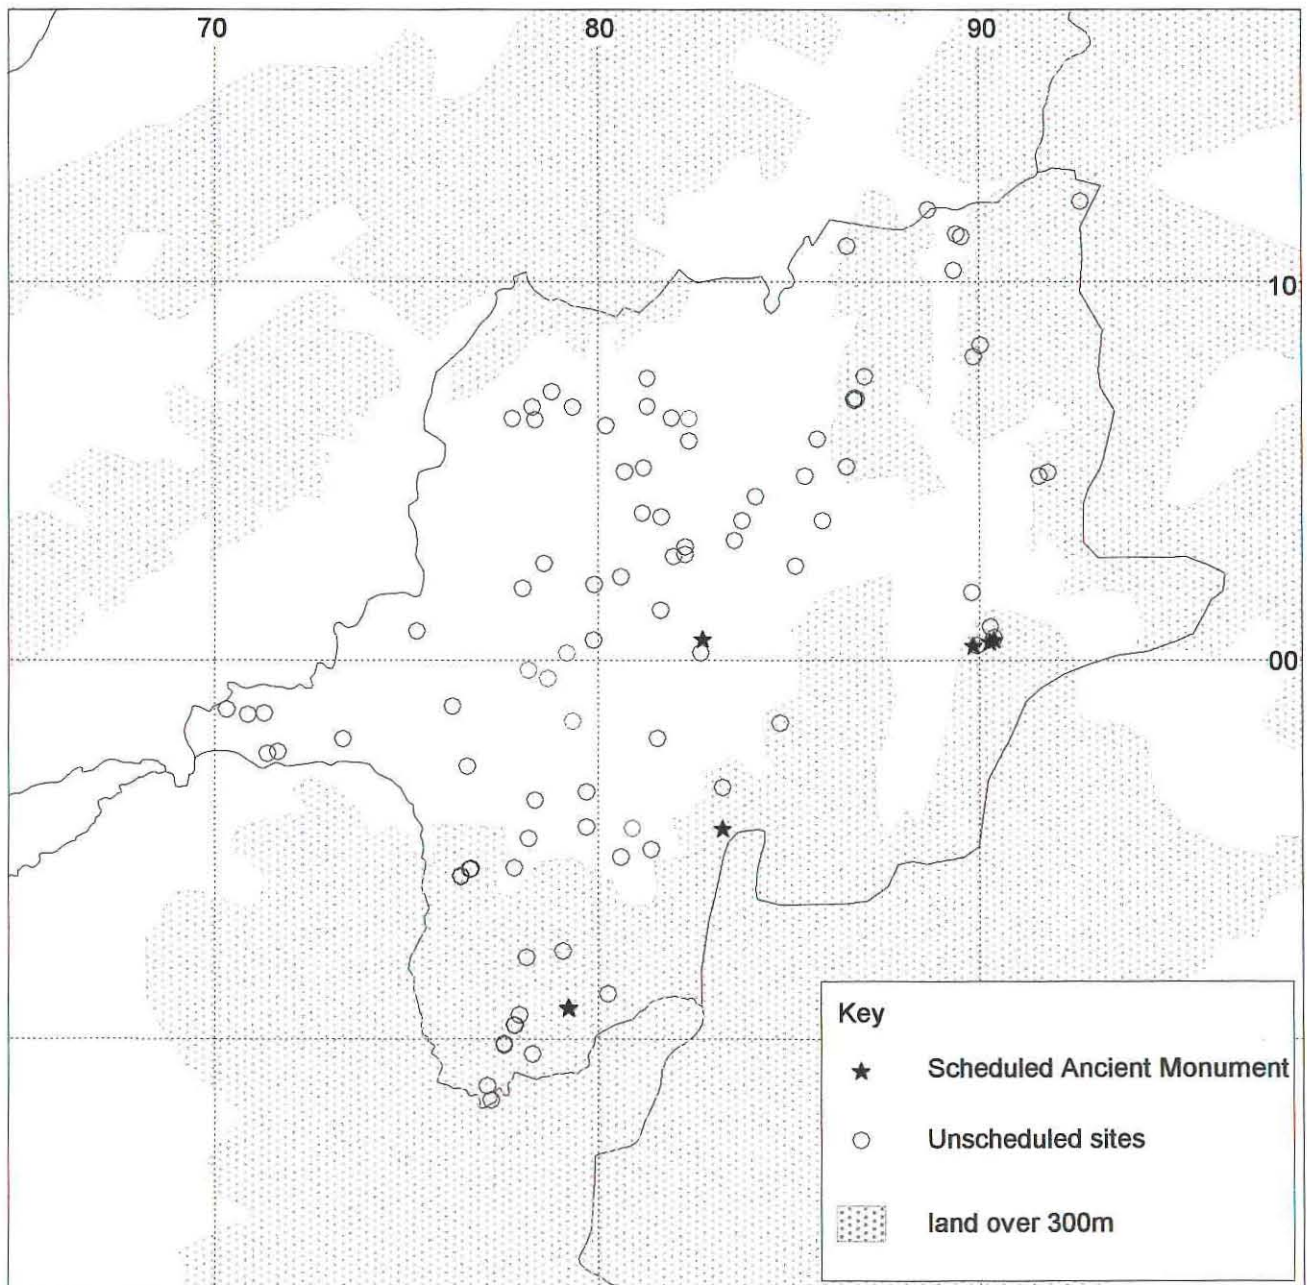 70 80 90
10
00
Key
Scheduled Ancient Monument
Unscheduled sites
land over 300m